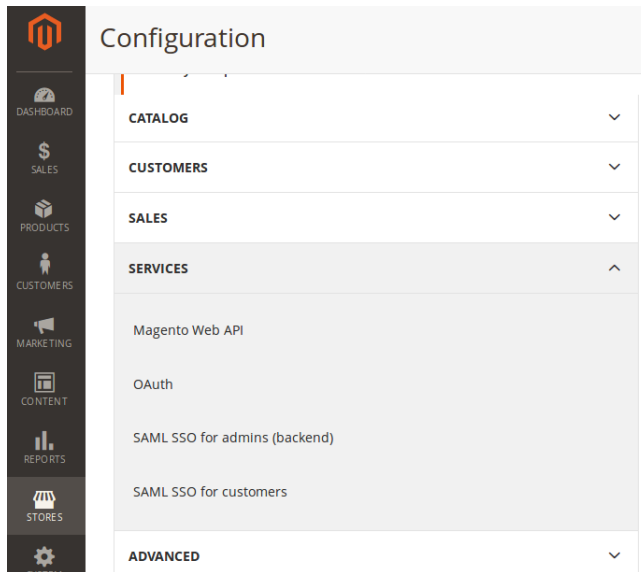 Configuration
DASHBOARD
SALES
PRODUCTS
CUSTOMERS
MARKETING
CONTENT
REPORTS
STORES
CATALOG
CUSTOMERS
SALES
SERVICES
Magento Web API
OAuth
SAML SSO for admins (backend)
SAML SSO for customers
ADVANCED